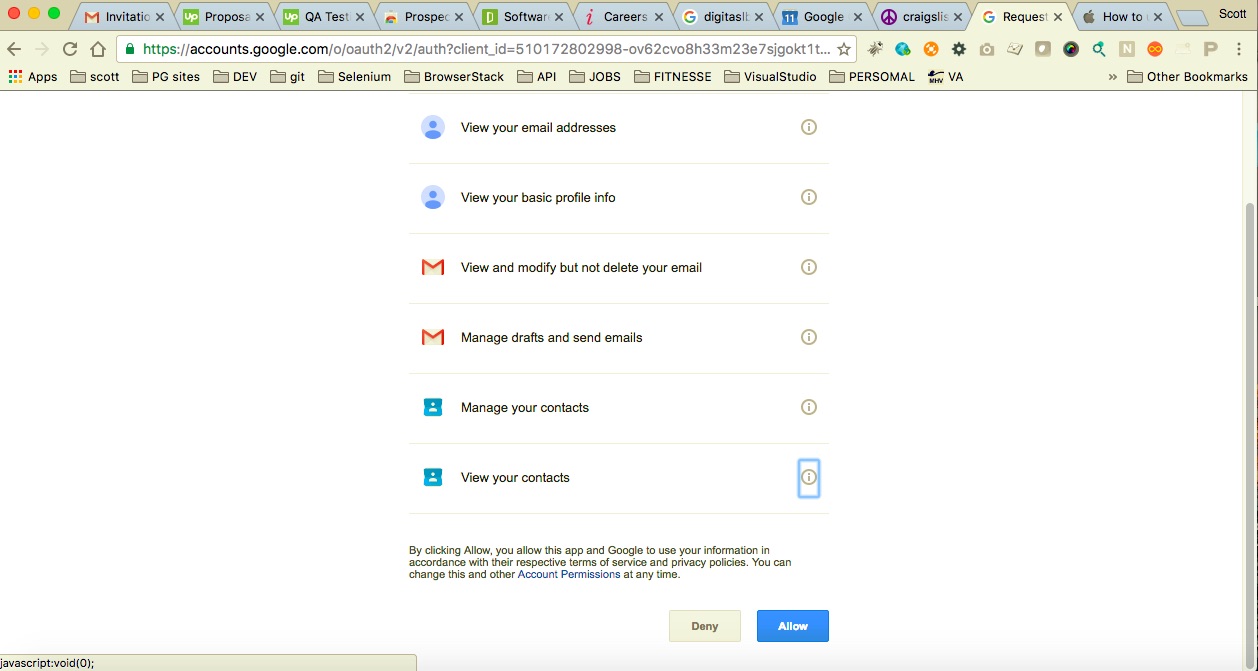 Invitatio
Proposa
QA Test
Prospec
Softwar
Careers
digitaslb
11
Google
craigslis
Request
How to
Scott
https://accounts.google.com/o/oauth2/v2/auth?client_id=510172802998-ov62cvo8h33m23e7sjgokt1t...
Apps scott PG sites DEV git Selenium BrowserStack API JOBS FITNESSE VisualStudio PERSOMAL VA » Other Bookmarks
View your email addresses
View your basic profile info
View and modify but not delete your email
Manage drafts and send emails
Manage your contacts
View your contacts
By clicking Allow, you allow this app and Google to use your information in
accordance with their respective terms of service and privacy policies. You can
change this and other Account Permissions at any time.
Deny Allow
javascript:void(0);